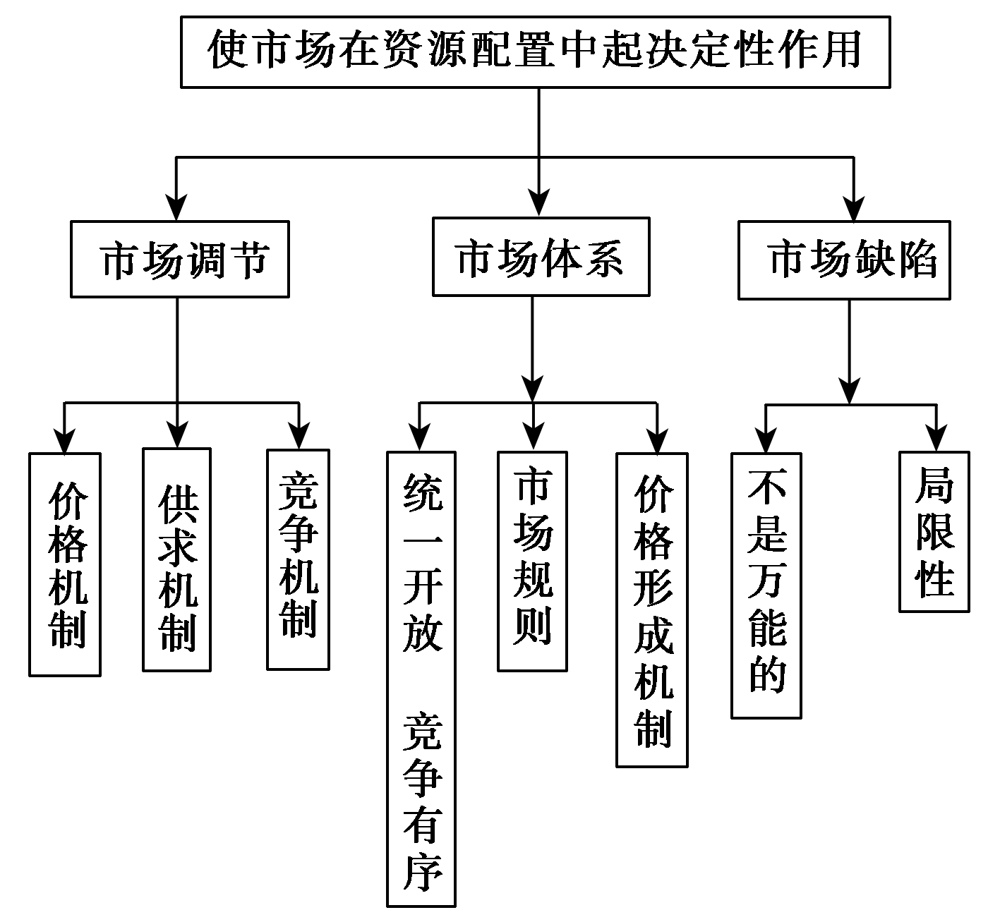 使市场在资源配置中起决定性作用
市场调节
市场体系
市场缺陷
价格机制
供求机制
竞争机制
统一开放 竞争有序
市场规则
价格形成机制
不是万能的
局限性